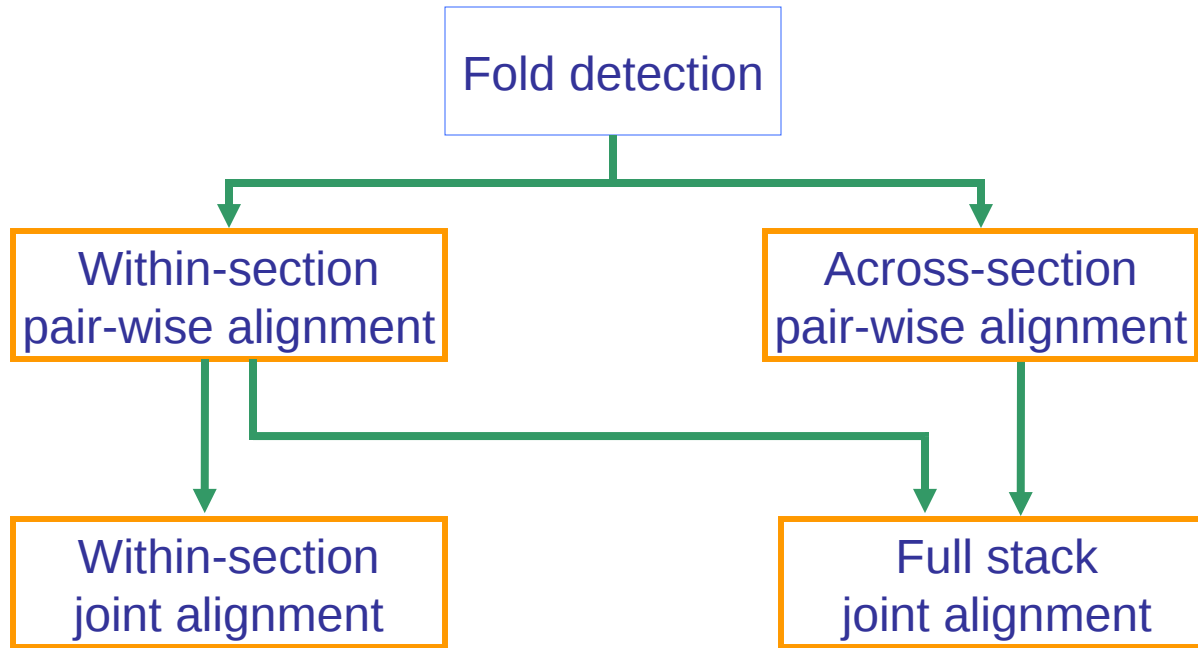 Fold detection
Within-section
pair-wise alignment
Across-section
pair-wise alignment
Within-section
joint alignment
Full stack
joint alignment